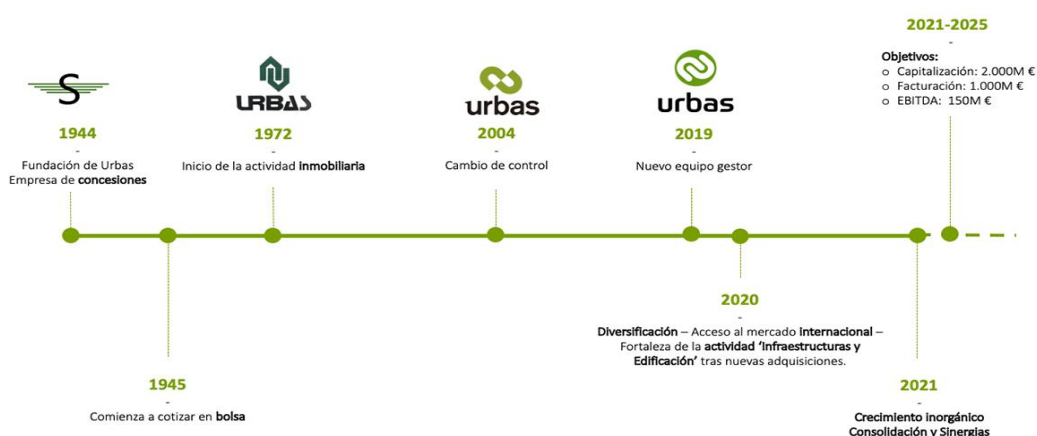 S
1944
-
Fundación de Urbas
Empresa de concesiones
URBAS
1972
-
Inicio de la actividad inmobiliaria
urbas
2004
-
Cambio de control
urbas
2019
-
Nuevo equipo gestor
2021-2025
-
Objetivos:
o Capitalización: 2.000M €
o Facturación: 1.000M €
o EBITDA: 150M €
1945
-
Comienza a cotizar en bolsa
2020
-
Diversificación – Acceso al mercado internacional –
Fortaleza de la actividad ‘Infraestructuras y
Edificación’ tras nuevas adquisiciones.
2021
-
Crecimiento inorgánico
Consolidación y Sinergias